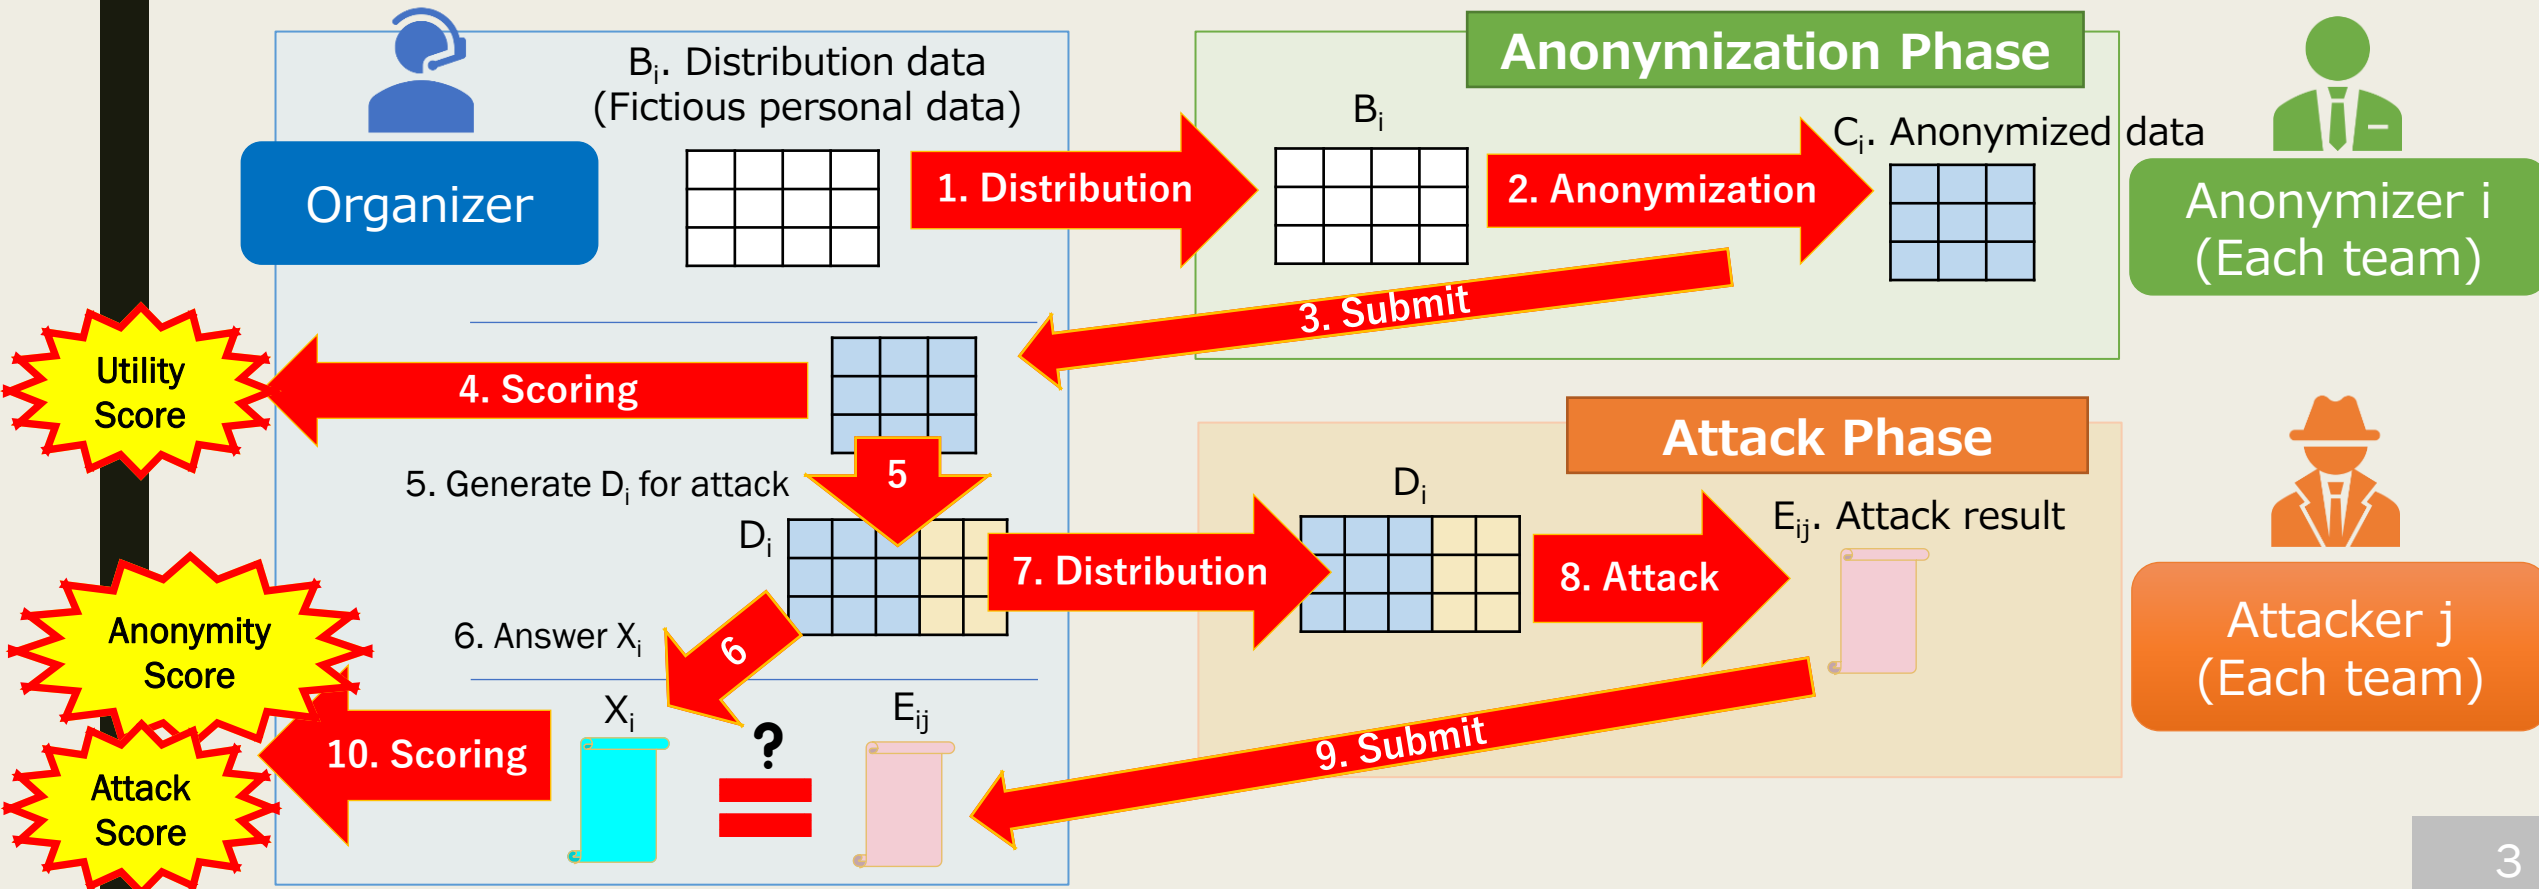 Bi. Distribution data
(Fictious personal data)
Organizer
1. Distribution
Anonymization Phase
Bi
2. Anonymization
Ci. Anonymized data
Anonymizer i
(Each team)
3. Submit
Utility
Score
4. Scoring
5. Generate Di for attack
5
Di
7. Distribution
Attack Phase
Di
8. Attack
Eij. Attack result
Attacker j
(Each team)
6. Answer Xi
6
Anonymity
Score
9. Submit
Xi
?
Eij
10. Scoring
Attack
Score
3